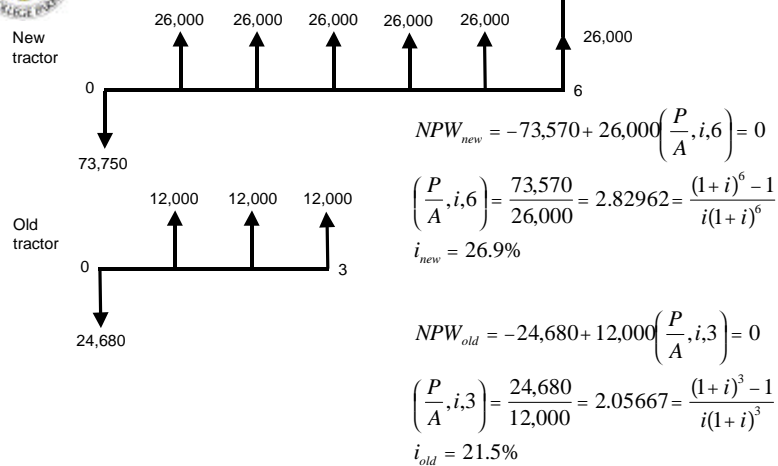 LLEGE PAR
26,000 26,000 26,000 26,000 26,000
New
tractor
26,000
0
6
73,750
NPW_new = −73,570 + 26,000(P/A, i,6) = 0
(P/A, i,6) = 73,570/26,000 = 2.82962 = ((1+i)^6 − 1)/(i(1+i)^6)
i_new = 26.9%
12,000 12,000 12,000
Old
tractor
0
3
24,680
NPW_old = −24,680 + 12,000(P/A, i,3) = 0
(P/A, i,3) = 24,680/12,000 = 2.05667 = ((1+i)^3 − 1)/(i(1+i)^3)
i_old = 21.5%